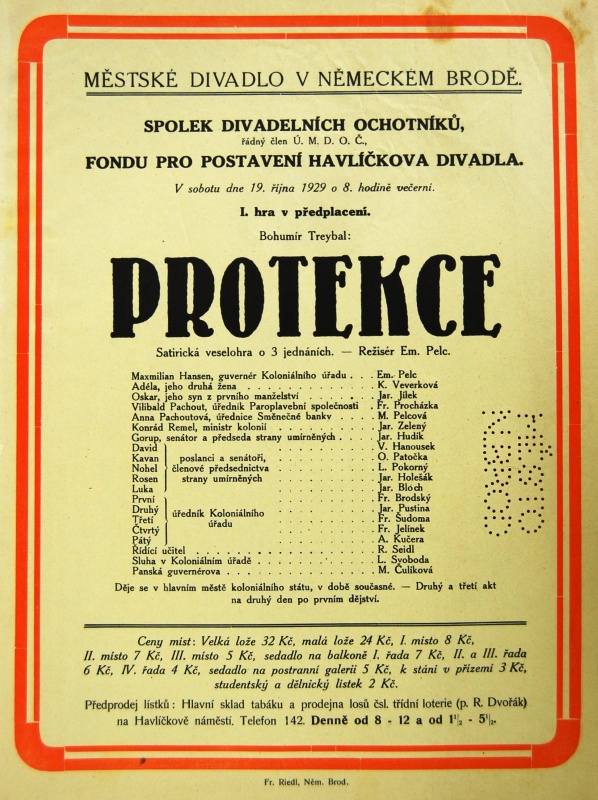 MĚSTSKÉ DIVADLO V NĚMECKÉM BRODĚ.
SPOLEK DIVADELNÍCH OCHOTNÍKŮ,
řádný člen Ú. M. D. O. Č.,
FONDU PRO POSTAVENÍ HAVLÍČKOVA DIVADLA.
V sobotu dne 19. října 1929 o 8. hodině večerní.
I. hra v předplacení.
Bohumír Treybal:
PROTEKCE
Satirická veselohra o 3 jednáních. — Režisér Em. Pelc.
Maxmilian Hansen, guvernér Koloniálního úřadu . . . Em. Pelc
Adéla, jeho druhá žena . . . . . . . . . . K. Veverková
Oskar, jeho syn z prvního manželství . . . . . . Jar. Jílek
Vilibald Pachout, úředník Paroplavební společnosti . Fr. Procházka
Anna Pachoutová, úřednice Směnečné banky . . . . M. Pelcová
Konrád Remel, ministr kolonií . . . . . . . Jar. Zelený
Gorup, senátor a předseda strany umírněných . . . . Jar. Hudík
David . . . . . . V. Hanousek
Kavan poslanci a senátoři, . . . . . . O. Patočka
Nohel členové předsednictva . . . . . . L. Pokorný
Rosen strany umírněných . . . . . . Jar. Holešák
Luka . . . . . . Jar. Bloch
První . . . . . . Fr. Brodský
Druhý úředník Koloniálního . . . . . . Jar. Pustina
Třetí úřadu . . . . . . Fr. Šudoma
Čtvrtý . . . . . . Fr. Jelínek
Pátý . . . . . . A. Kučera
Řídící učitel . . . . . . . . . . . . R. Seidl
Sluha v Koloniálním úřadě . . . . . . . . L. Svoboda
Panská guvernérova . . . . . . . . . . M. Čulíková
Děje se v hlavním městě koloniálního státu, v době současné. — Druhý a třetí akt
na druhý den po prvním dějství.
Ceny míst: Velká lože 32 Kč, malá lože 24 Kč, I. místo 8 Kč,
II. místo 7 Kč, III. místo 5 Kč, sedadlo na balkoně I. řada 7 Kč, II. a III. řada
6 Kč, IV. řada 4 Kč, sedadlo na postranní galerii 5 Kč, k stání v přízemí 3 Kč,
studentský a dělnický lístek 2 Kč.
Předprodej lístků: Hlavní sklad tabáku a prodejna losů čsl. třídní loterie (p. R. Dvořák)
na Havlíčkově náměstí. Telefon 142. Denně od 8 - 12 a od 1½ - 5½.
Fr. Riedl, Něm. Brod.